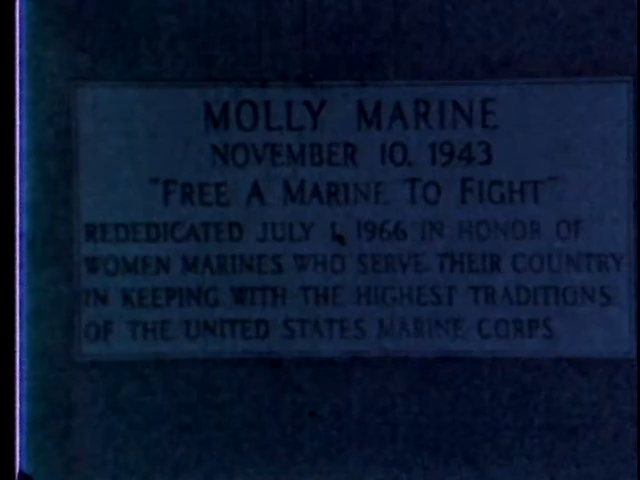 MOLLY MARINE
NOVEMBER 10, 1943
"FREE A MARINE TO FIGHT"
REDEDICATED JULY 1, 1966 IN HONOR OF
WOMEN MARINES WHO SERVE THEIR COUNTRY
IN KEEPING WITH THE HIGHEST TRADITIONS
OF THE UNITED STATES MARINE CORPS